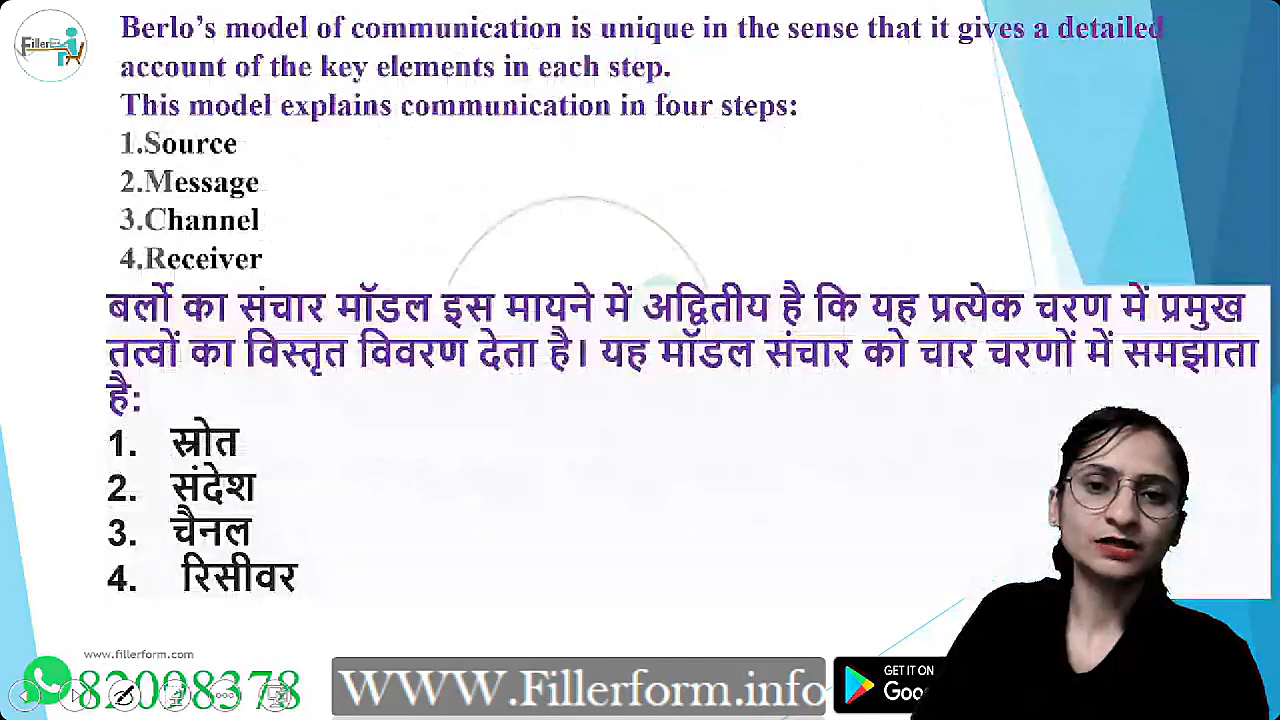 Filler
Berlo’s model of communication is unique in the sense that it gives a detailed
account of the key elements in each step.
This model explains communication in four steps:
1.Source
2.Message
3.Channel
4.Receiver
बर्लो का संचार मॉडल इस मायने में अद्वितीय है कि यह प्रत्येक चरण में प्रमुख
तत्वों का विस्तृत विवरण देता है। यह मॉडल संचार को चार चरणों में समझाता
है:
1. स्रोत
2. संदेश
3. चैनल
4. रिसीवर
www.fillerform.com
82098378
WWW.Fillerform.info
GET IT ON
Goo